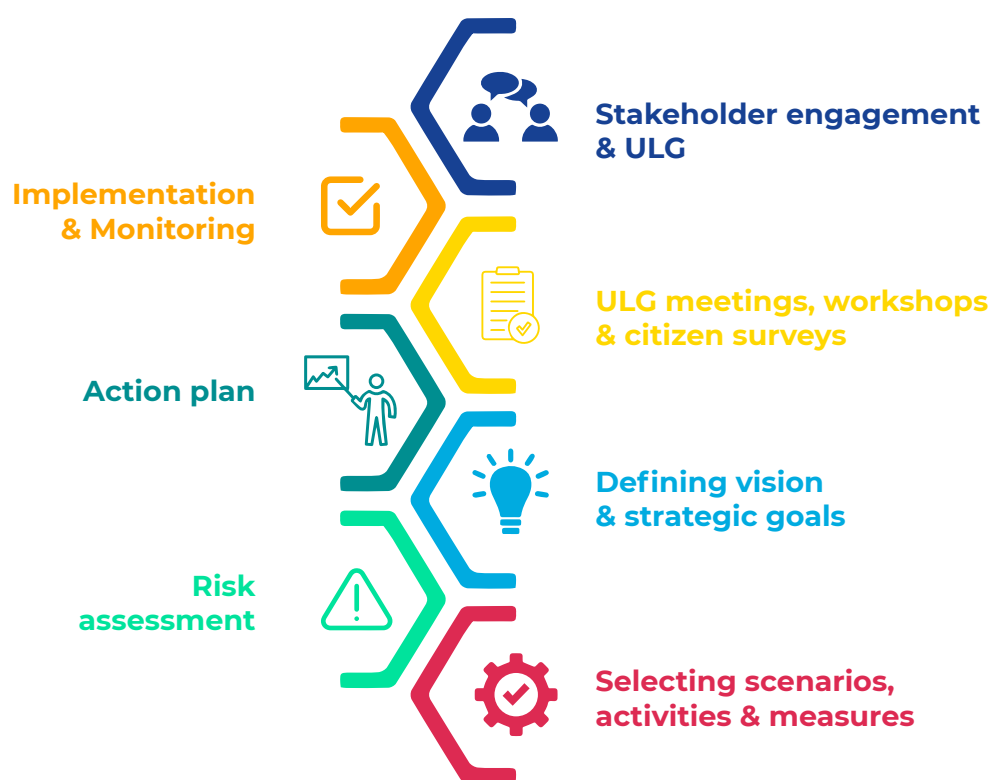 Stakeholder engagement
& ULG
Implementation
& Monitoring
ULG meetings, workshops
& citizen surveys
Action plan
Defining vision
& strategic goals
Risk
assessment
Selecting scenarios,
activities & measures